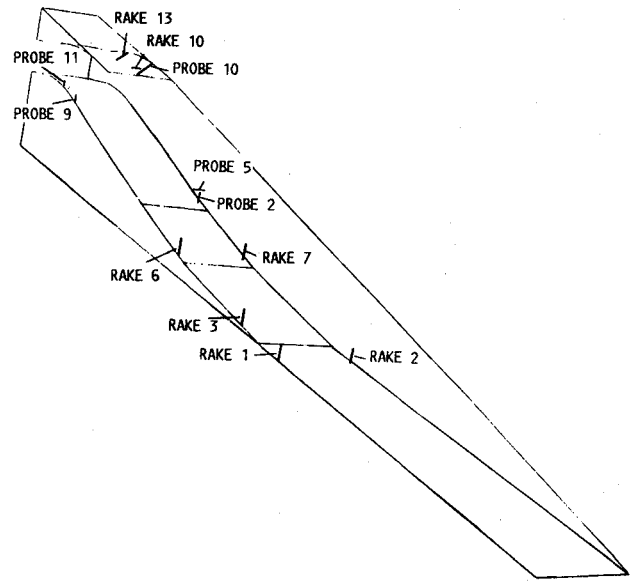 RAKE 13
RAKE 10
PROBE 11
PROBE 10
PROBE 9
PROBE 5
PROBE 2
RAKE 7
RAKE 6
RAKE 3
RAKE 1
RAKE 2